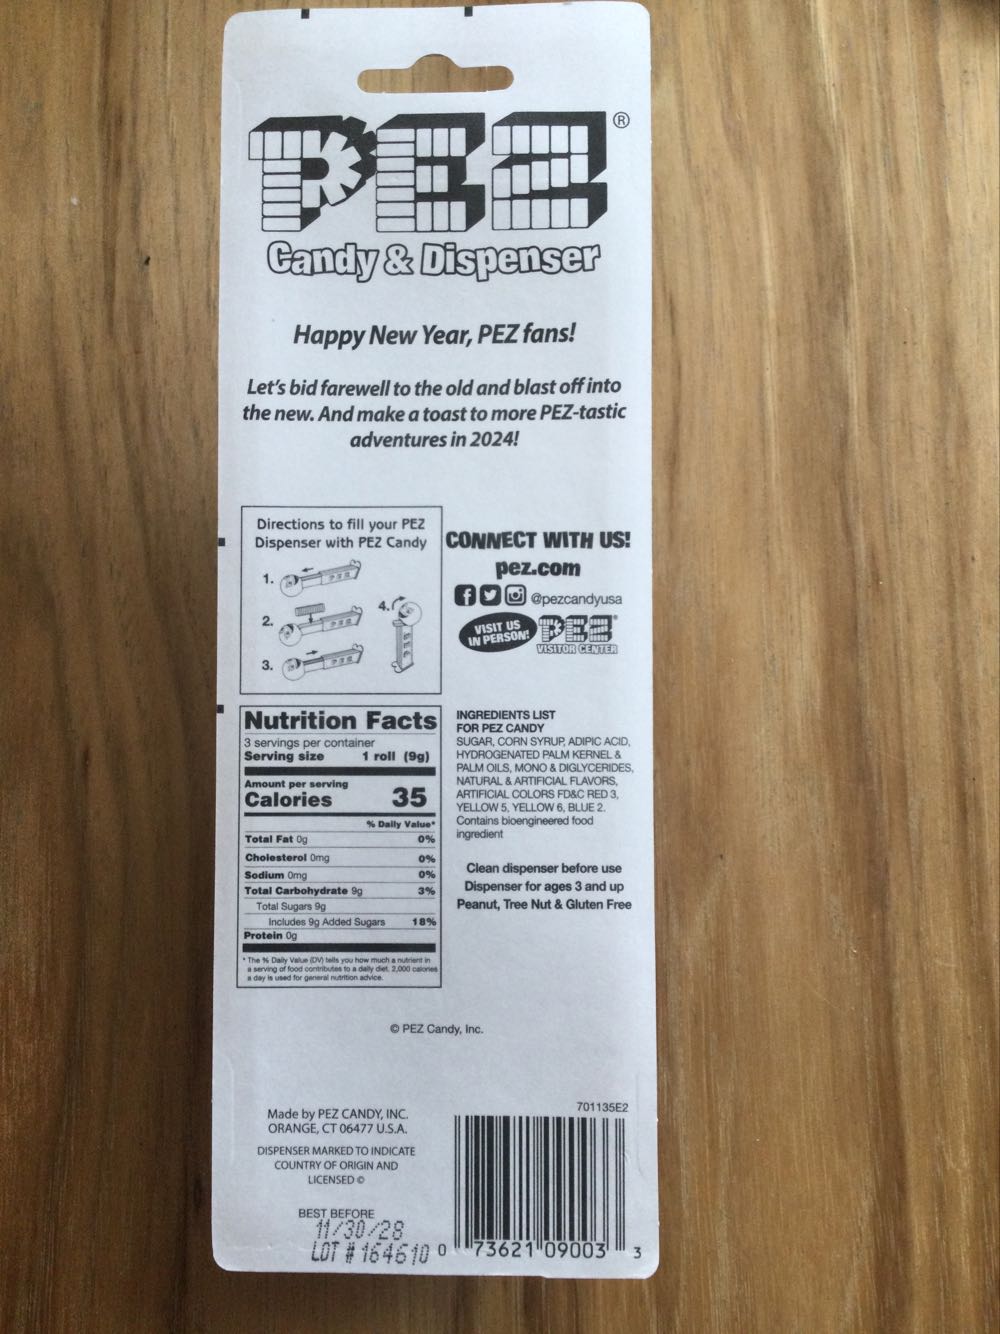 PEZ®
Candy & Dispenser
Happy New Year, PEZ fans!
Let's bid farewell to the old and blast off into
the new. And make a toast to more PEZ-tastic
adventures in 2024!
Directions to fill your PEZ
Dispenser with PEZ Candy
1.
2.
3.
4.
CONNECT WITH US!
pez.com
@pezcandyusa
VISIT US
IN PERSON!
PEZ
VISITOR CENTER
Nutrition Facts
3 servings per container
Serving size 1 roll (9g)
Amount per serving
Calories 35
% Daily Value*
Total Fat 0g 0%
Cholesterol 0mg 0%
Sodium 0mg 0%
Total Carbohydrate 9g 3%
Total Sugars 9g
Includes 9g Added Sugars 18%
Protein 0g
* The % Daily Value (DV) tells you how much a nutrient in
a serving of food contributes to a daily diet. 2,000 calories
a day is used for general nutrition advice.
INGREDIENTS LIST
FOR PEZ CANDY
SUGAR, CORN SYRUP, ADIPIC ACID,
HYDROGENATED PALM KERNEL &
PALM OILS, MONO & DIGLYCERIDES,
NATURAL & ARTIFICIAL FLAVORS,
ARTIFICIAL COLORS FD&C RED 3,
YELLOW 5, YELLOW 6, BLUE 2.
Contains bioengineered food
ingredient
Clean dispenser before use
Dispenser for ages 3 and up
Peanut, Tree Nut & Gluten Free
© PEZ Candy, Inc.
Made by PEZ CANDY, INC.
ORANGE, CT 06477 U.S.A.
DISPENSER MARKED TO INDICATE
COUNTRY OF ORIGIN AND
LICENSED ©
BEST BEFORE
11/30/28
LOT # 164610
701135E2
0 73621 09003 3